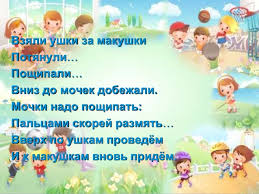 Взяли ушки за макушки
Потянули…
Пощипали…
Вниз до мочек добежали.
Мочки надо пощипать:
Пальцами скорей размять…
Вверх по ушкам проведём
И к макушкам вновь придём